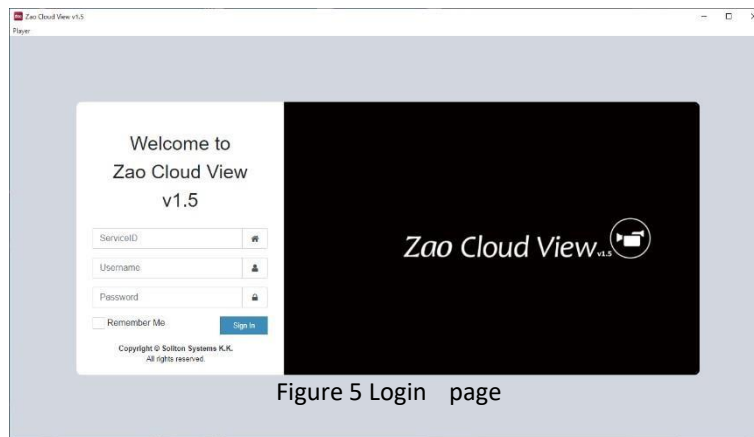 Zao Cloud View v1.5
Player
Welcome to
Zao Cloud View
v1.5
ServiceID
Username
Password
Remember Me
Sign In
Copyright © Soliton Systems K.K.
All rights reserved.
Zao Cloud View v1.5
Figure 5 Login page